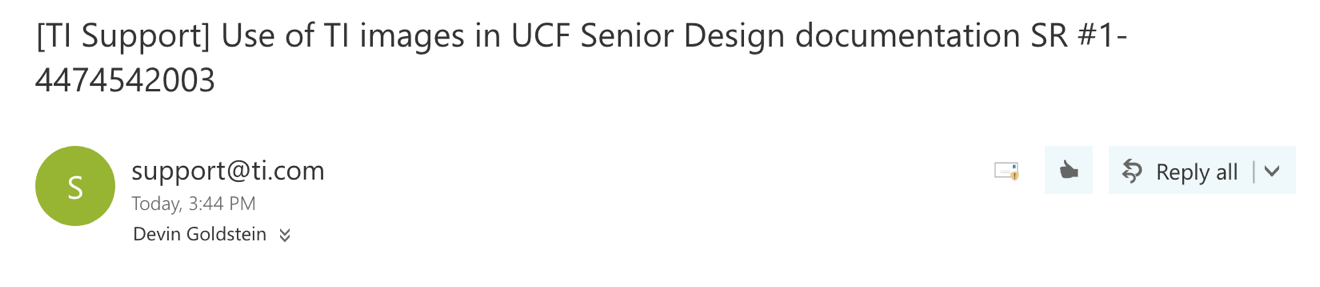 [TI Support] Use of TI images in UCF Senior Design documentation SR #1-
4474542003
S
support@ti.com
Reply all
Today, 3:44 PM
Devin Goldstein